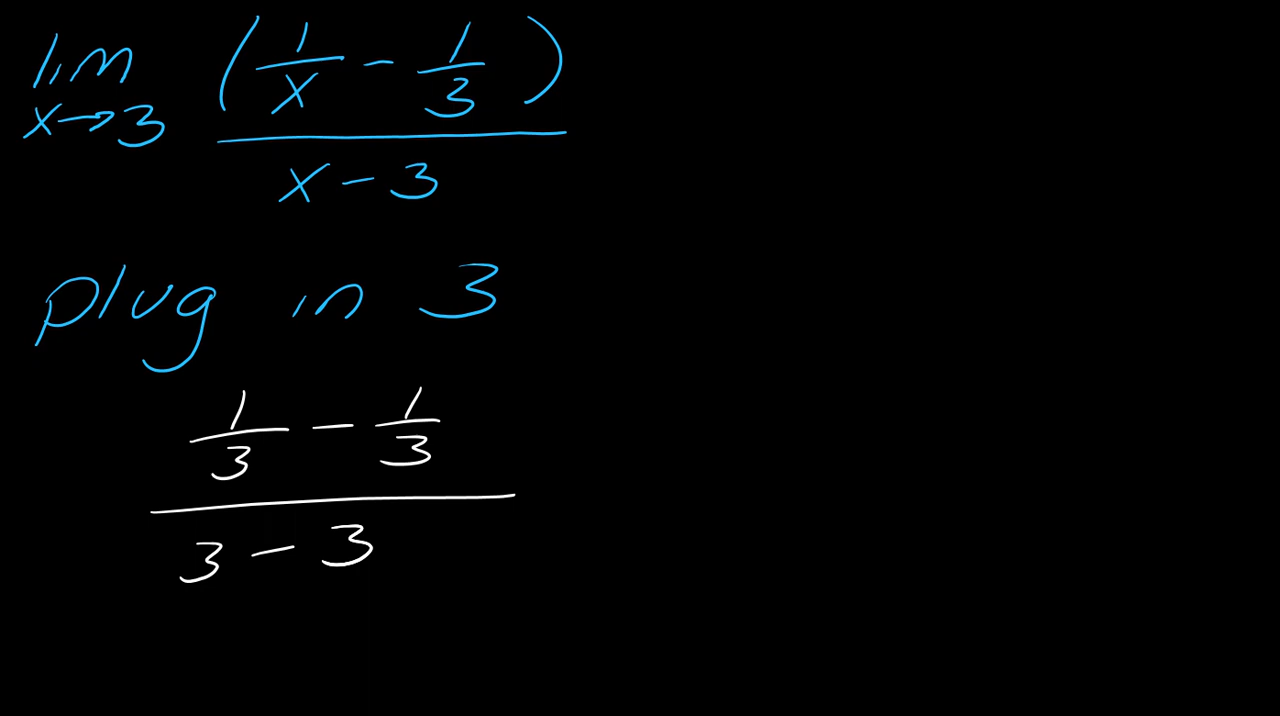 lim x→3 (1/x - 1/3) / x - 3
plug in 3
1/3 - 1/3
3 - 3